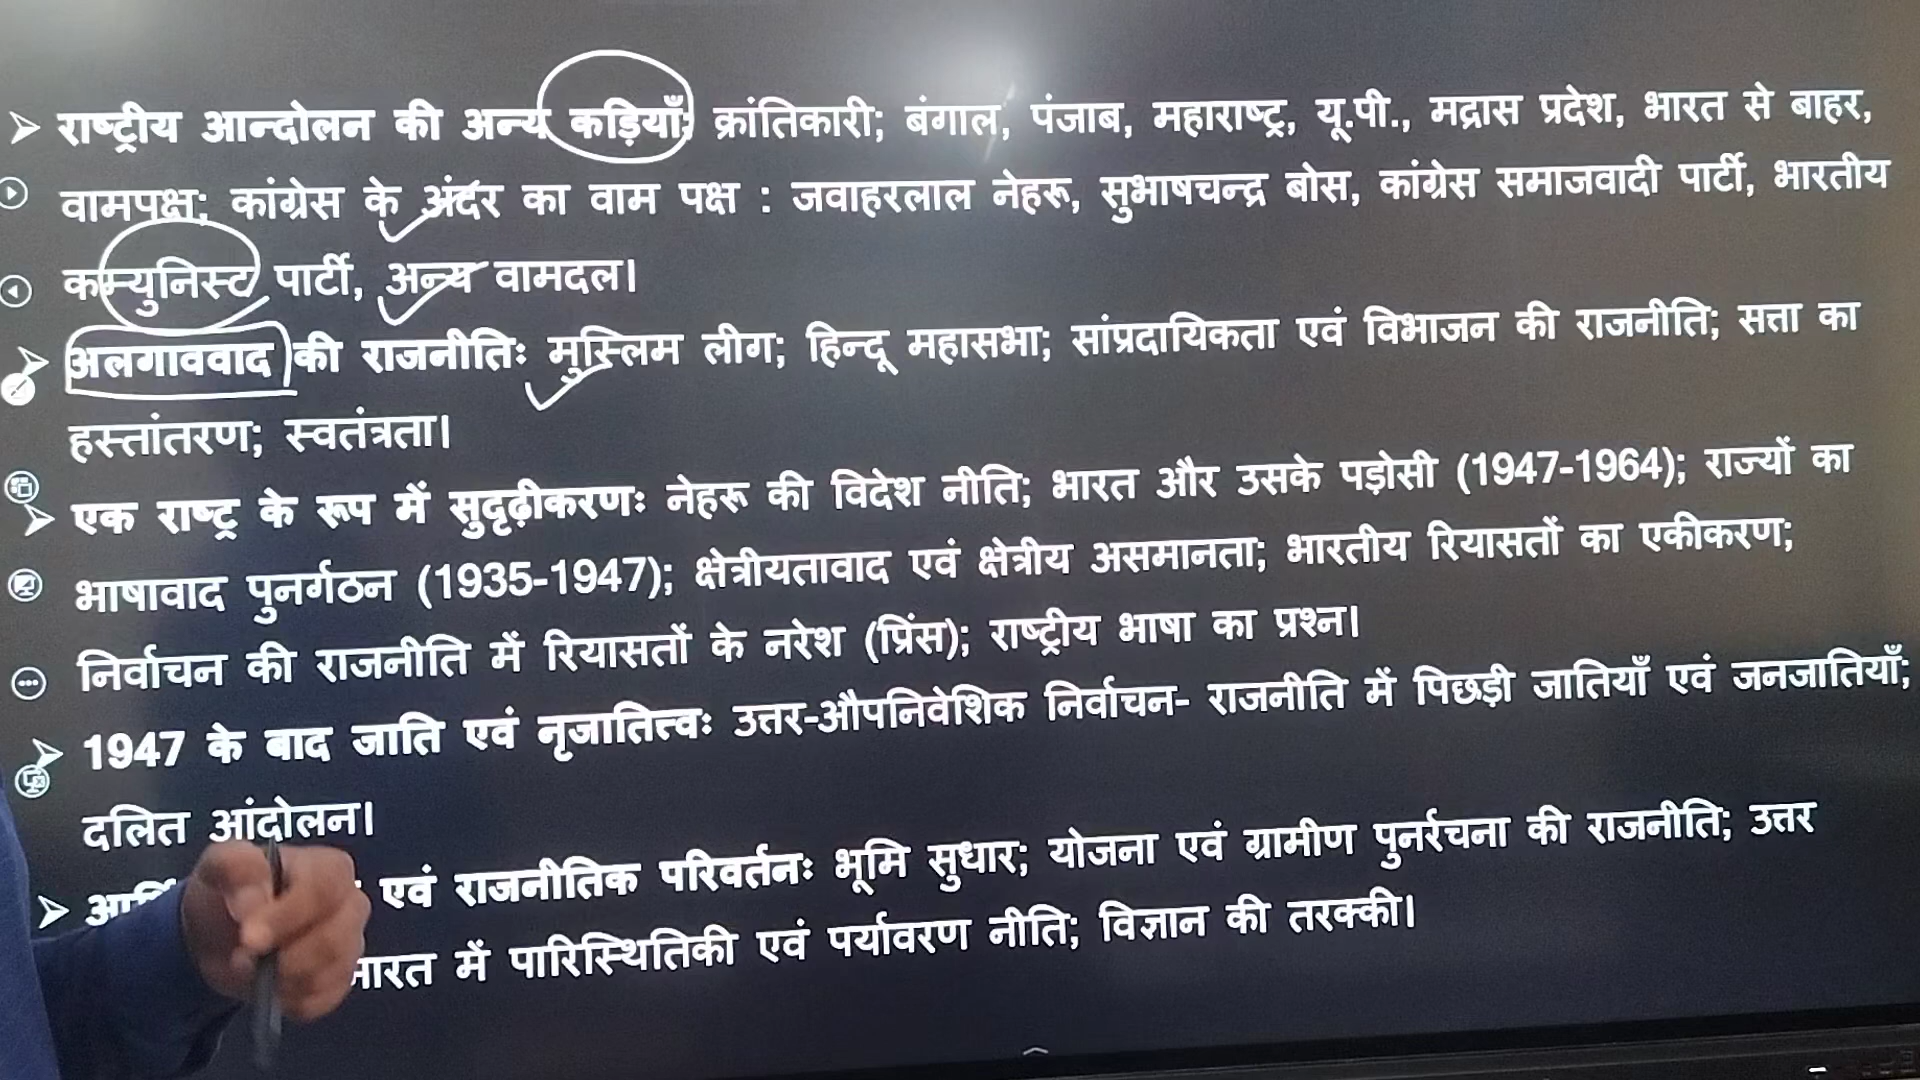 ➢ राष्ट्रीय आन्दोलन की अन्य कड़ियाँ; क्रांतिकारी; बंगाल, पंजाब, महाराष्ट्र, यू.पी., मद्रास प्रदेश, भारत से बाहर,
वामपक्ष; कांग्रेस के अंदर का वाम पक्ष : जवाहरलाल नेहरू, सुभाषचन्द्र बोस, कांग्रेस समाजवादी पार्टी, भारतीय
कम्युनिस्ट पार्टी, अन्य वामदल।
➢ अलगाववाद की राजनीतिः मुस्लिम लीग; हिन्दू महासभा; सांप्रदायिकता एवं विभाजन की राजनीति; सत्ता का
हस्तांतरण; स्वतंत्रता।
➢ एक राष्ट्र के रूप में सुदृढ़ीकरणः नेहरू की विदेश नीति; भारत और उसके पड़ोसी (1947-1964); राज्यों का
भाषावाद पुनर्गठन (1935-1947); क्षेत्रीयतावाद एवं क्षेत्रीय असमानता; भारतीय रियासतों का एकीकरण;
निर्वाचन की राजनीति में रियासतों के नरेश (प्रिंस); राष्ट्रीय भाषा का प्रश्न।
➢ 1947 के बाद जाति एवं नृजातित्त्वः उत्तर-औपनिवेशिक निर्वाचन- राजनीति में पिछड़ी जातियाँ एवं जनजातियाँ;
दलित आंदोलन।
➢ एवं राजनीतिक परिवर्तनः भूमि सुधार; योजना एवं ग्रामीण पुनर्रचना की राजनीति; उत्तर
भारत में पारिस्थितिकी एवं पर्यावरण नीति; विज्ञान की तरक्की।